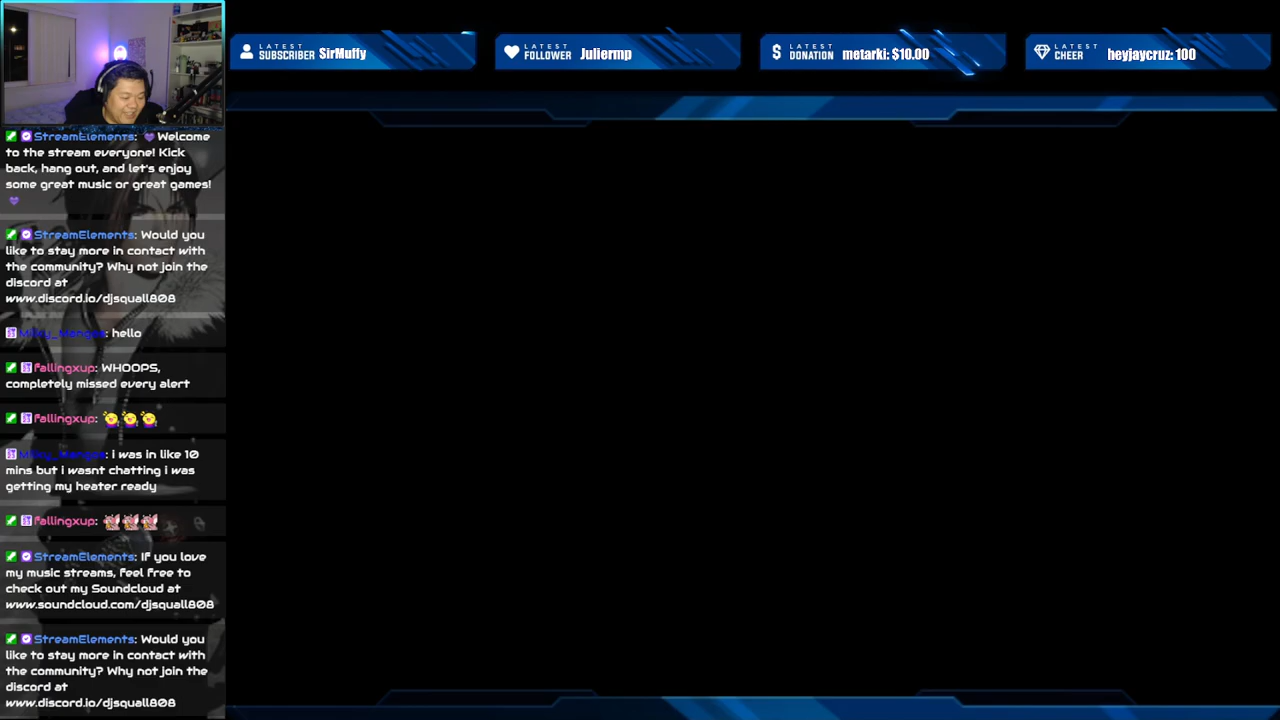 LATEST
SUBSCRIBER SirMuffy
LATEST
FOLLOWER Juliermp
LATEST
DONATION metarki: $10.00
LATEST
CHEER heyjaycruz: 100
StreamElements: Welcome
to the stream everyone! Kick
back, hang out, and let's enjoy
some great music or great games!
StreamElements: Would you
like to stay more in contact with
the community? Why not join the
discord at
www.discord.io/djsquall808
: hello
fallingxup: WHOOPS,
completely missed every alert
fallingxup:
: i was in like 10
mins but i wasnt chatting i was
getting my heater ready
fallingxup:
StreamElements: If you love
my music streams, feel free to
check out my Soundcloud at
www.soundcloud.com/djsquall808
StreamElements: Would you
like to stay more in contact with
the community? Why not join the
discord at
www.discord.io/djsquall808